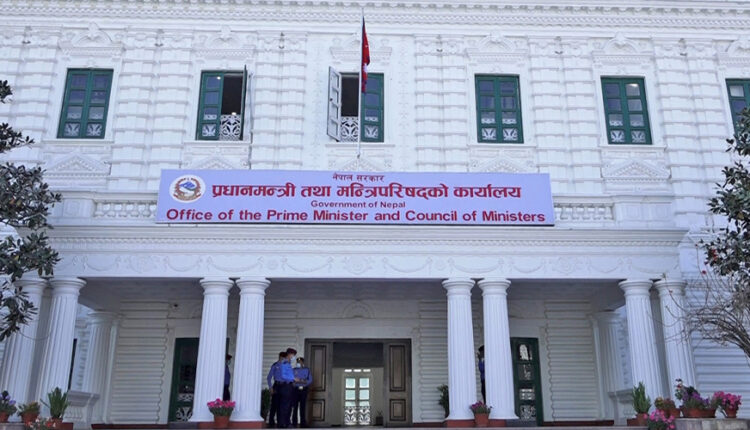 नेपाल सरकार
प्रधानमन्त्री तथा मन्त्रिपरिषद्को कार्यालय
Government of Nepal
Office of the Prime Minister and Council of Ministers